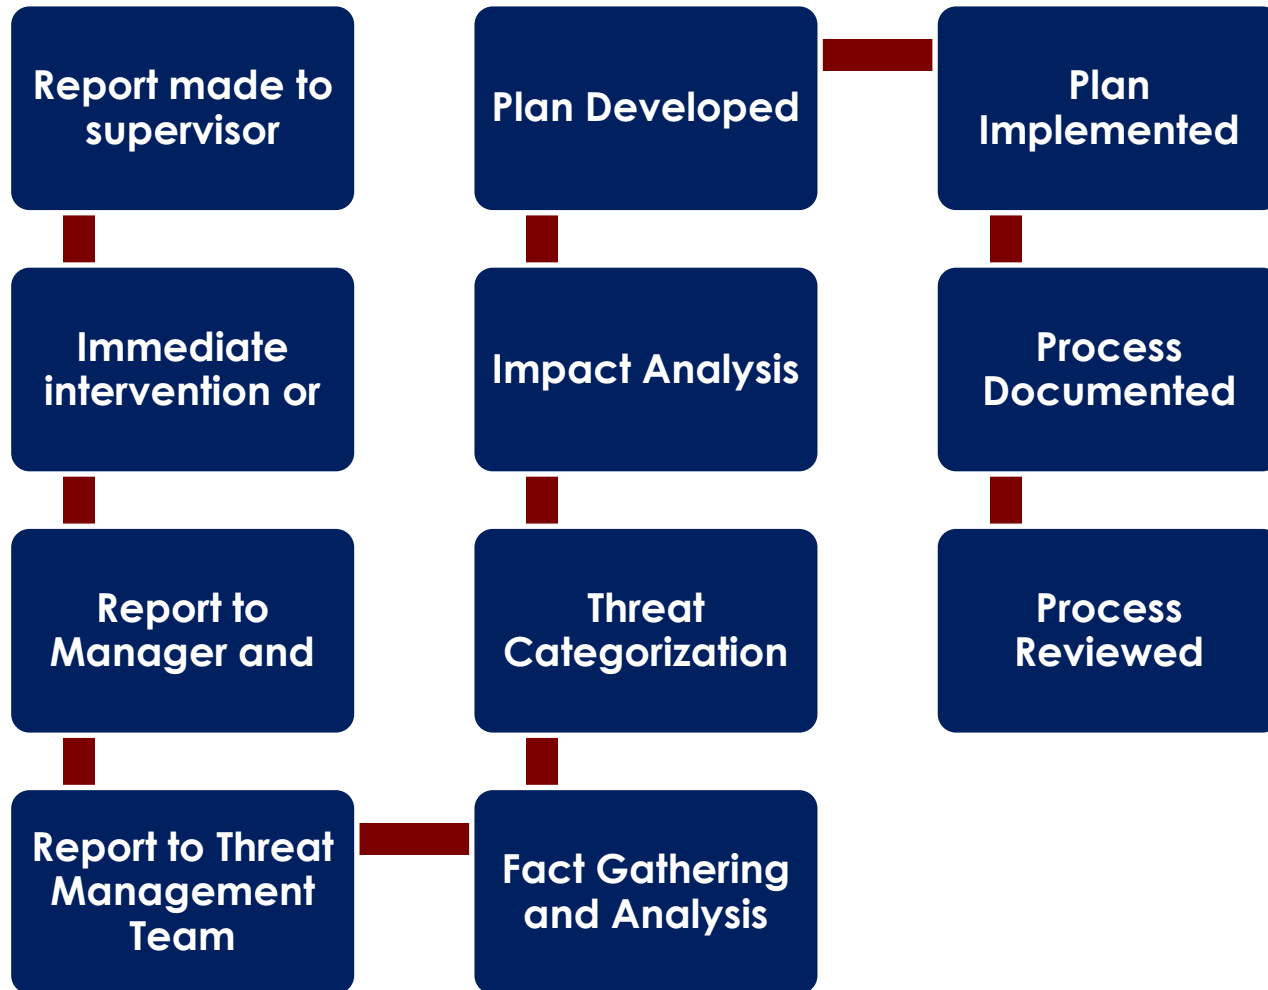 Report made to
supervisor
Immediate
intervention or
Report to
Manager and
Report to Threat
Management
Team
Fact Gathering
and Analysis
Threat
Categorization
Impact Analysis
Plan Developed
Plan
Implemented
Process
Documented
Process
Reviewed